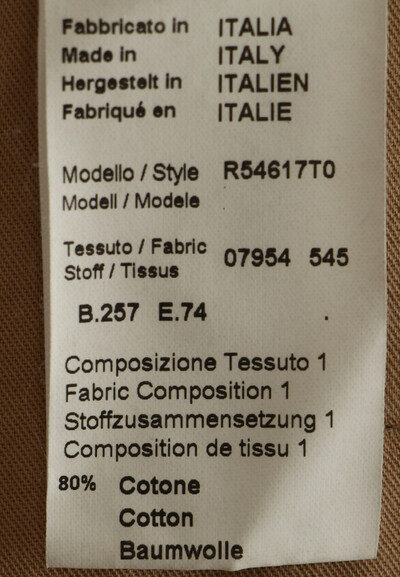 Fabbricato in ITALIA
Made in ITALY
Hergestelt in ITALIEN
Fabriqué en ITALIE
Modello / Style R54617T0
Modell / Modele
Tessuto / Fabric 07954 545
Stoff / Tissus
B.257 E.74
Composizione Tessuto 1
Fabric Composition 1
Stoffzusammensetzung 1
Composition de tissu 1
80% Cotone
Cotton
Baumwolle